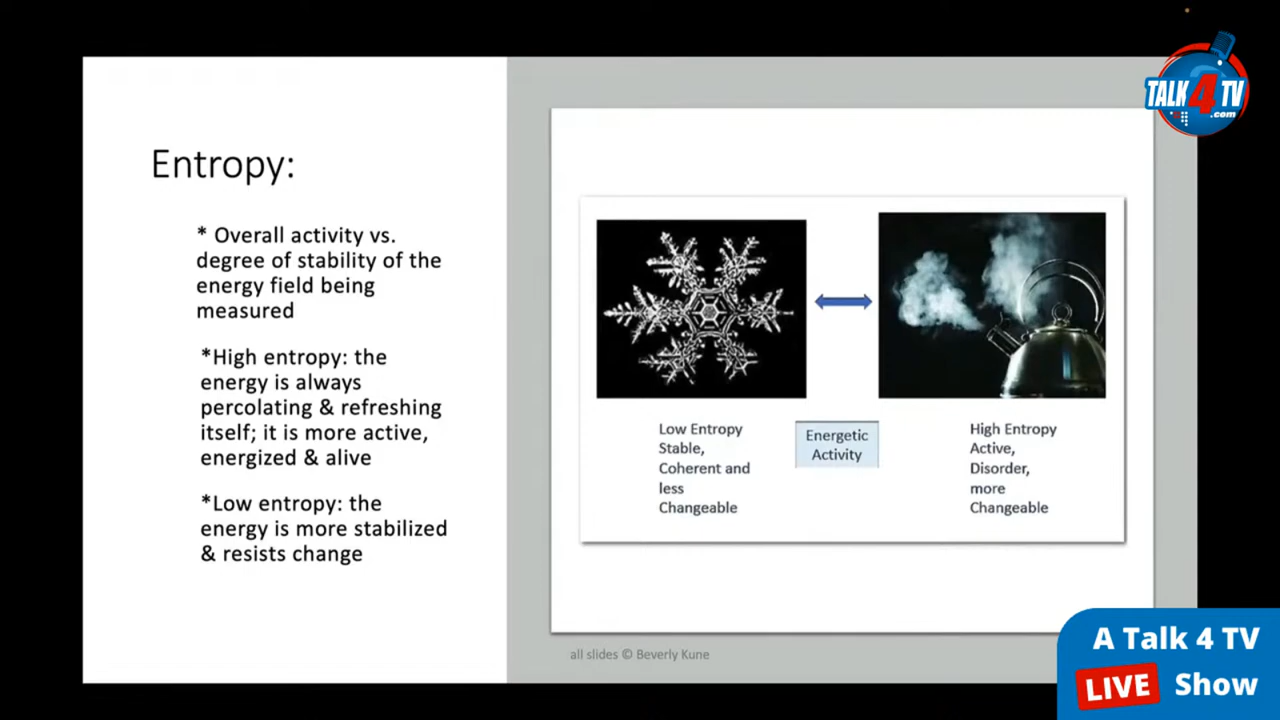 TALK 4 TV
.com
Entropy:
* Overall activity vs.
degree of stability of the
energy field being
measured
*High entropy: the
energy is always
percolating & refreshing
itself; it is more active,
energized & alive
*Low entropy: the
energy is more stabilized
& resists change
Low Entropy
Stable,
Coherent and
less
Changeable
Energetic
Activity
High Entropy
Active,
Disorder,
more
Changeable
all slides © Beverly Kune
A Talk 4 TV
LIVE Show